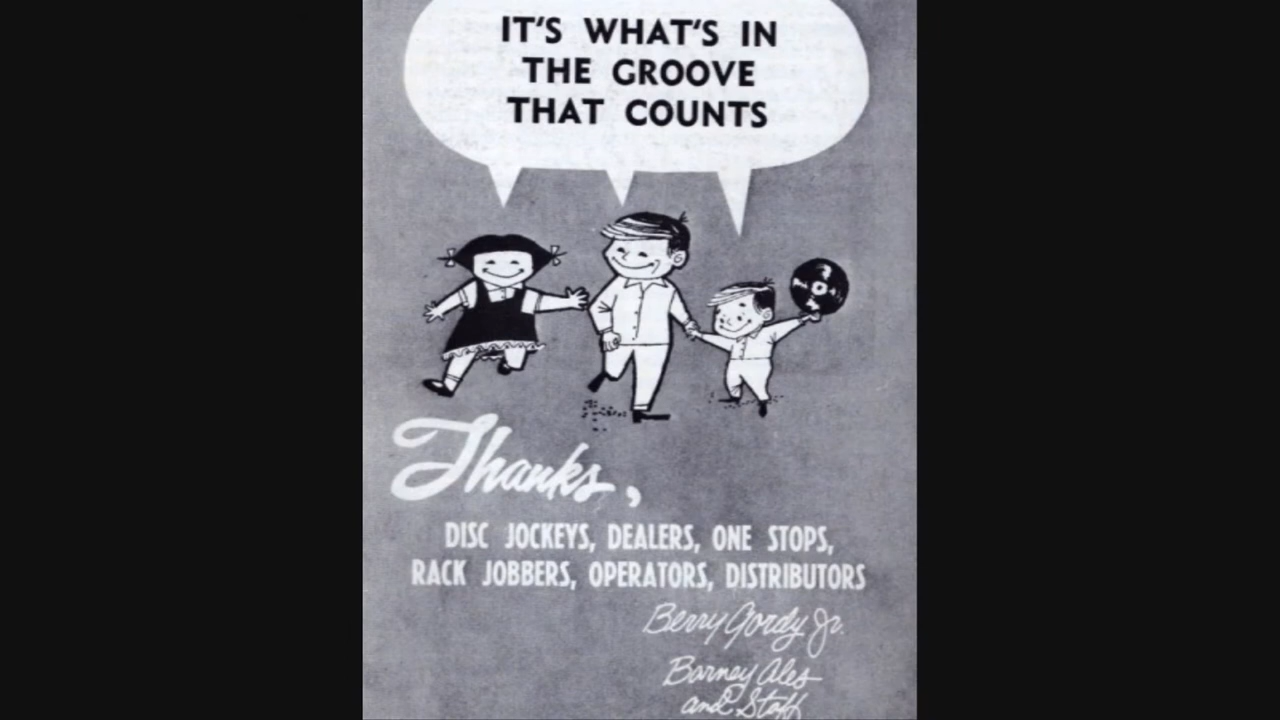 IT'S WHAT'S IN
THE GROOVE
THAT COUNTS
Thanks,
DISC JOCKEYS, DEALERS, ONE STOPS,
RACK JOBBERS, OPERATORS, DISTRIBUTORS
Berry Gordy Jr.
Barney Ales
and Staff